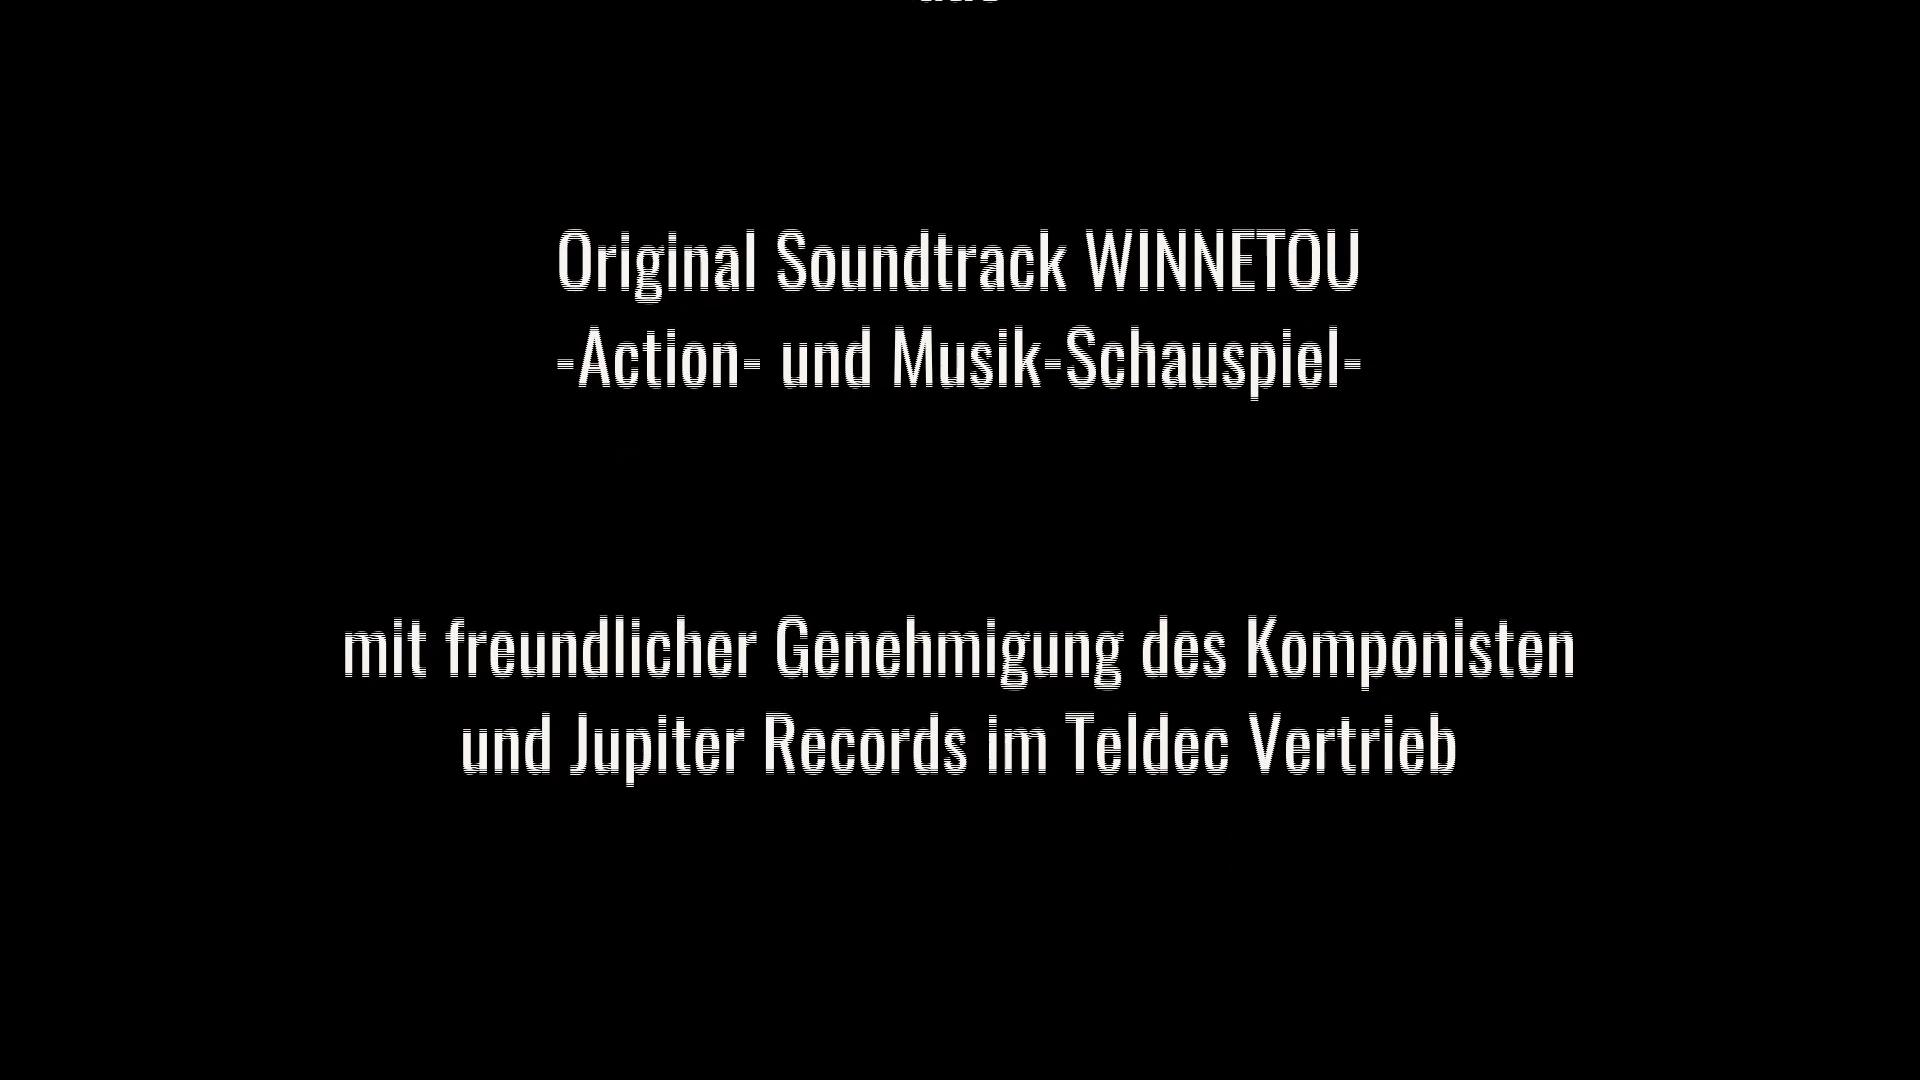 Original Soundtrack WINNETOU
-Action- und Musik-Schauspiel-
mit freundlicher Genehmigung des Komponisten
und Jupiter Records im Teldec Vertrieb